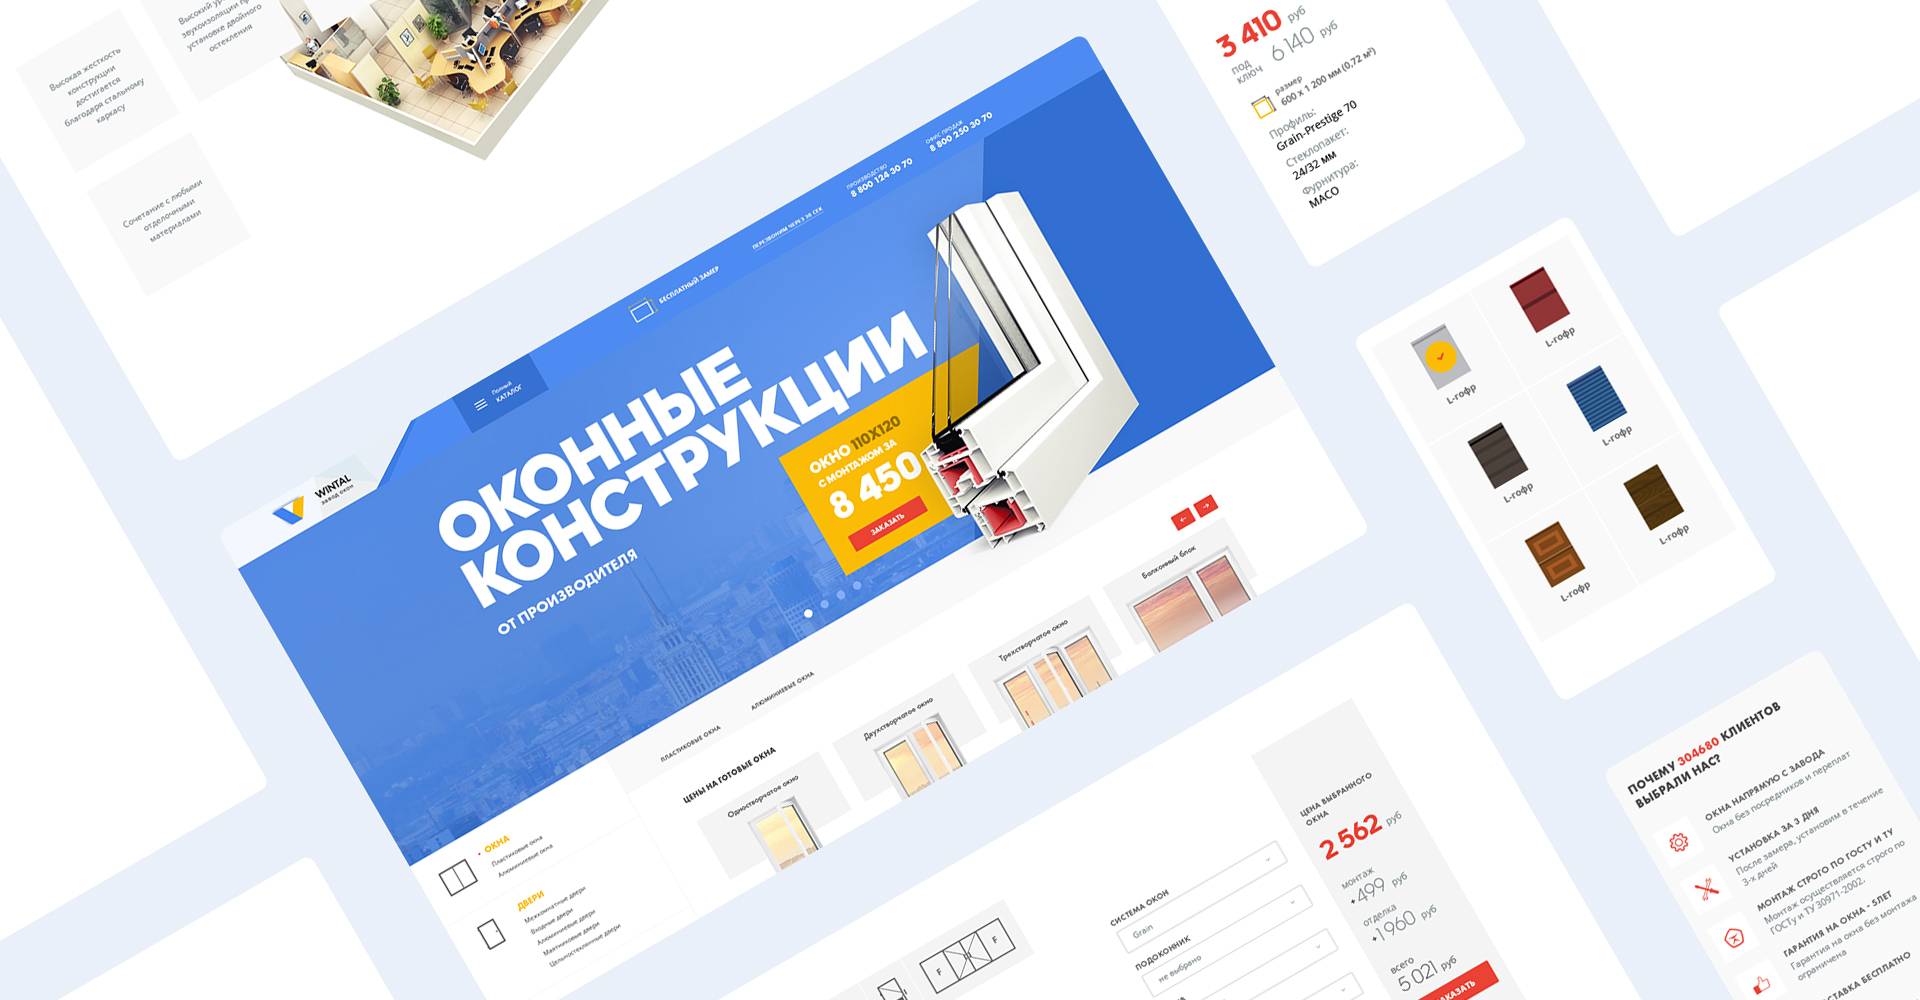 Высокий ур
звукоизоляции пр
установке двойного
остекления
Высокая жесткость
конструкции
достигается
благодаря стальному
каркасу
Сочетание с любыми
отделочными
материалами
3 410 руб
под
ключ
6 140 руб
размер
600 х 1 200 мм (0.72 м²)
Профиль:
Grain-Prestige 70
Стеклопакет:
24/32 мм
Фурнитура:
MACO
WINTAL
завод окон
Полный
КАТАЛОГ
БЕСПЛАТНЫЙ ЗАМЕР
ПЕРЕЗВОНИМ ЧЕРЕЗ 30 СЕК
ПРОИЗВОДСТВО
8 800 124 30 70
ОФИС ПРОДАЖ
8 800 250 30 70
ОКОННЫЕ
КОНСТРУКЦИИ
ОТ ПРОИЗВОДИТЕЛЯ
ОКНО 110X120
С МОНТАЖОМ ЗА
8 450
ЗАКАЗАТЬ
ПЛАСТИКОВЫЕ ОКНА
АЛЮМИНИЕВЫЕ ОКНА
ЦЕНЫ НА ГОТОВЫЕ ОКНА
Одностворчатое окно
Двухстворчатое окно
Трехстворчатое окно
Балконный блок
ОКНА
Пластиковые окна
Алюминиевые окна
ДВЕРИ
Межкомнатные двери
Входные двери
Алюминиевые двери
Маятниковые двери
Цельностеклянные двери
L-гофр
L-гофр
L-гофр
L-гофр
L-гофр
L-гофр
F
F
СИСТЕМА ОКОН
Grain
ПОДОКОННИК
не выбрано
ЦЕНА ВЫБРАННОГО
ОКНА
2 562 руб
монтаж
+499 руб
отделка
+1 960 руб
всего
5 021 руб
ЗАКАЗАТЬ
ПОЧЕМУ 304680 КЛИЕНТОВ
ВЫБРАЛИ НАС?
ОКНА НАПРЯМУЮ С ЗАВОДА
Окна без посредников и переплат
УСТАНОВКА ЗА 3 ДНЯ
После замера, установим в течение
3-х дней
МОНТАЖ СТРОГО ПО ГОСТУ И ТУ
Монтаж осуществляется строго по
ГОСТу и ТУ 30971-2002.
ГАРАНТИЯ НА ОКНА - 5ЛЕТ
Гарантия на окна без монтажа
ограничена
СТАВКА БЕСПЛАТНО